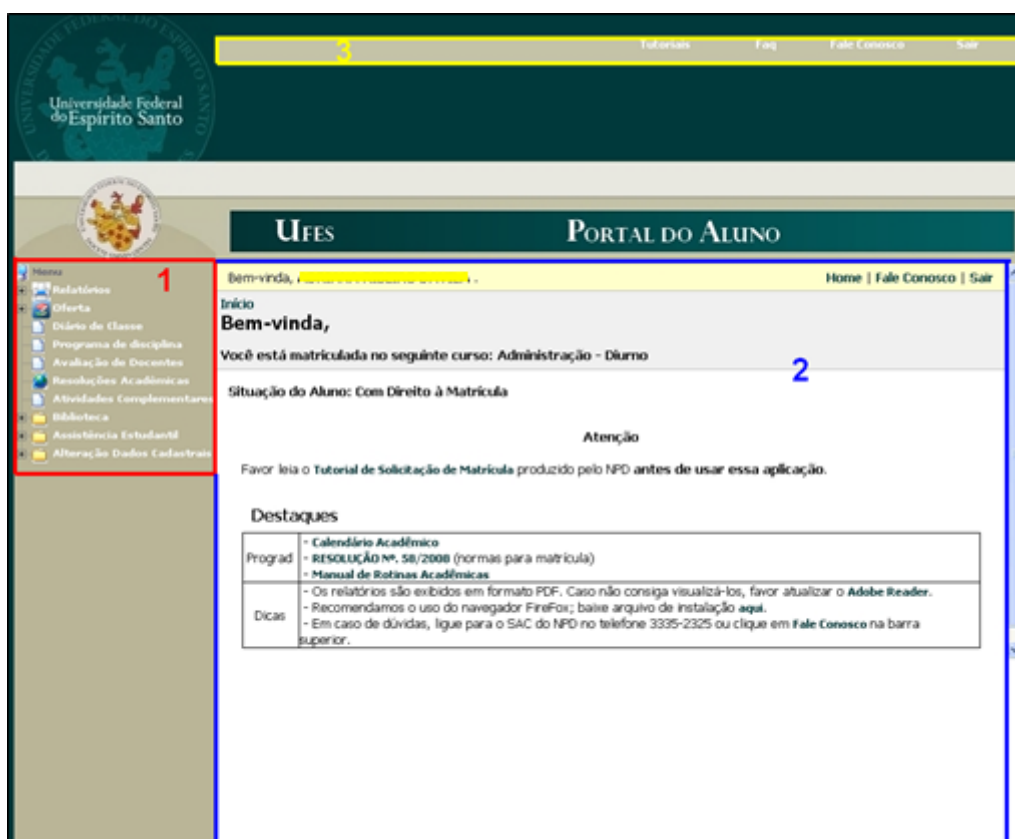 3
Tutoriais Faq Fale Conosco Sair
Universidade Federal
do Espírito Santo
UFES PORTAL DO ALUNO
Menu
1
Relatórios
Oferta
Diário de Classe
Programa de disciplina
Avaliação de Docentes
Resoluções Acadêmicas
Atividades Complementares
Biblioteca
Assistência Estudantil
Alteração Dados Cadastrais
Bem-vinda, .
Home | Fale Conosco | Sair
Início
Bem-vinda,
Você está matriculada no seguinte curso: Administração - Diurno
2
Situação do Aluno: Com Direito à Matrícula
Atenção
Favor leia o Tutorial de Solicitação de Matrícula produzido pelo NPD antes de usar essa aplicação.
Destaques
Prograd
- Calendário Acadêmico
- RESOLUÇÃO Nº. 58/2008 (normas para matrícula)
- Manual de Rotinas Acadêmicas
Dicas
- Os relatórios são exibidos em formato PDF. Caso não consiga visualizá-los, favor atualizar o Adobe Reader.
- Recomendamos o uso do navegador FireFox; baixe arquivo de instalação aqui.
- Em caso de dúvidas, ligue para o SAC do NPD no telefone 3335-2325 ou clique em Fale Conosco na barra
superior.